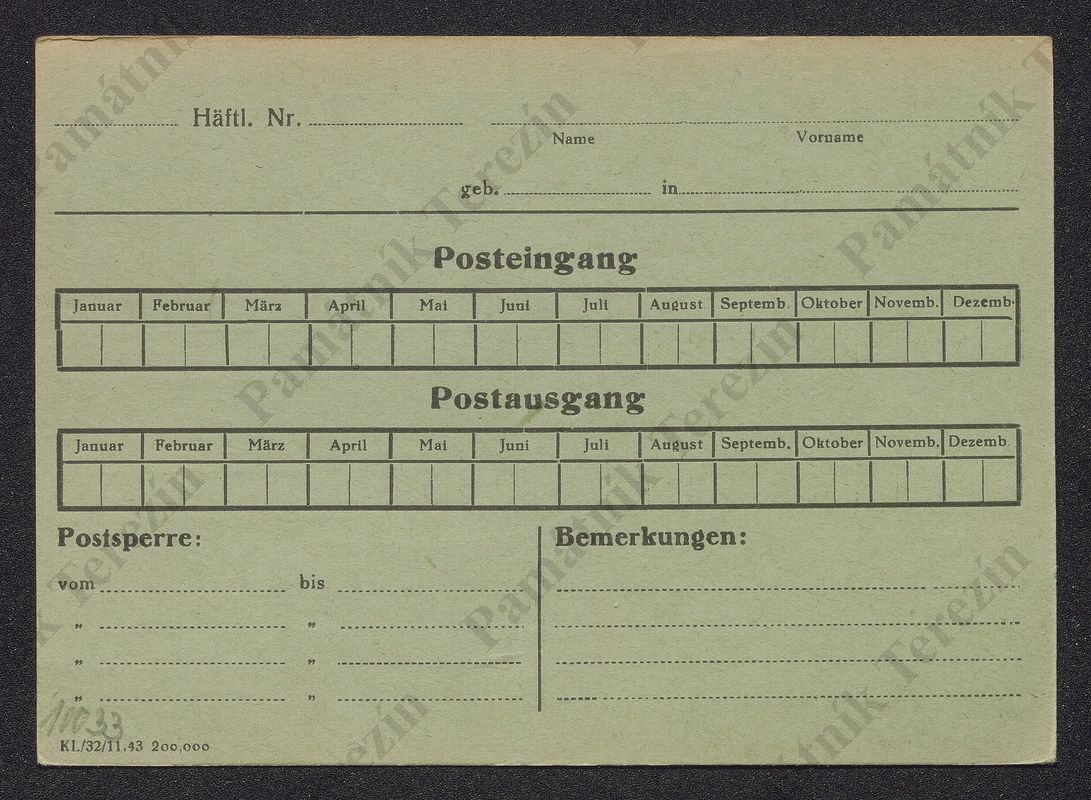 Häftl. Nr.
Name Vorname
geb. in
Posteingang
Januar Februar März April Mai Juni Juli August Septemb. Oktober Novemb. Dezemb.
Postausgang
Januar Februar März April Mai Juni Juli August Septemb. Oktober Novemb. Dezemb.
Postsperre: Bemerkungen:
vom bis
„ „
„ „
„ „
10033
KL/32/11.43 200,000
Památník Terezín